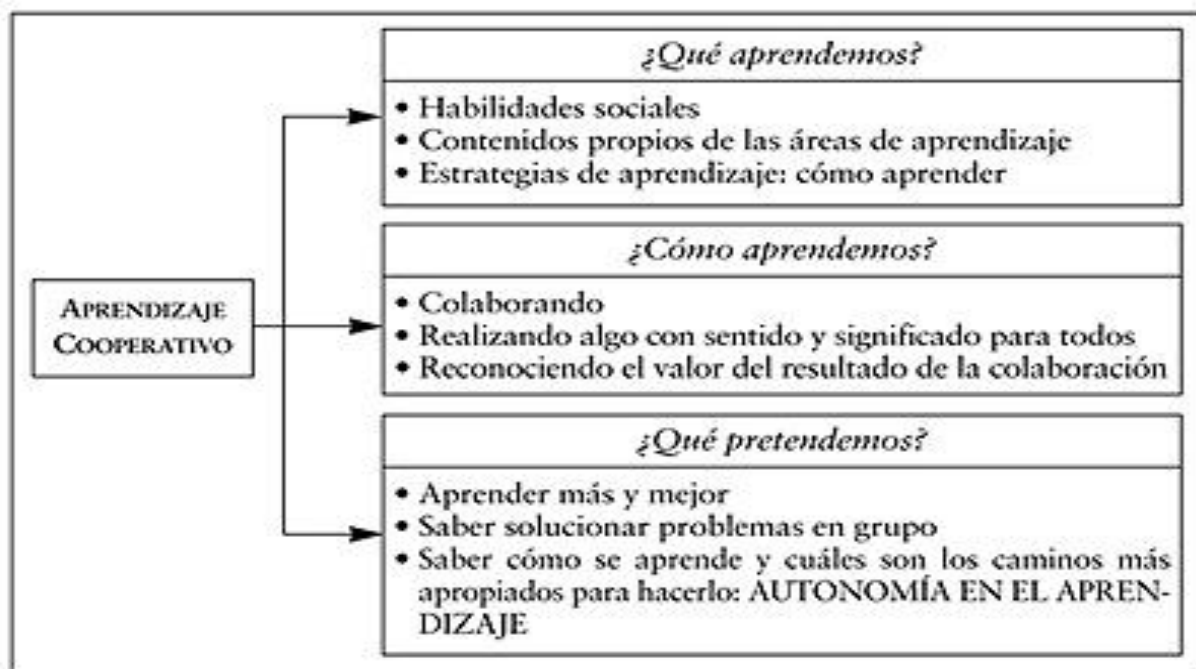 ¿Qué aprendemos?
• Habilidades sociales
• Contenidos propios de las áreas de aprendizaje
• Estrategias de aprendizaje: cómo aprender
¿Cómo aprendemos?
• Colaborando
• Realizando algo con sentido y significado para todos
• Reconociendo el valor del resultado de la colaboración
APRENDIZAJE
COOPERATIVO
¿Qué pretendemos?
• Aprender más y mejor
• Saber solucionar problemas en grupo
• Saber cómo se aprende y cuáles son los caminos más
apropiados para hacerlo: AUTONOMÍA EN EL APREN-
DIZAJE